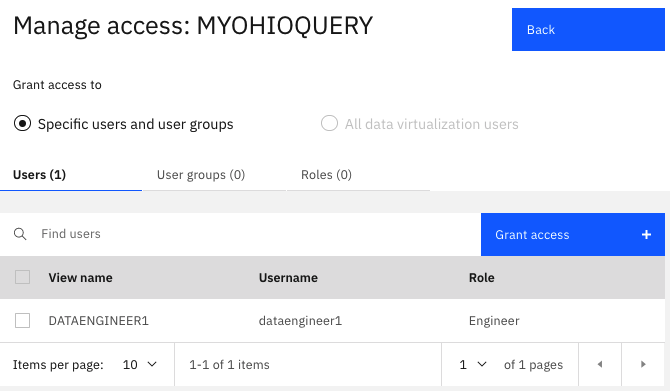 Manage access: MYOHIOQUERY
Back
Grant access to
Specific users and user groups
All data virtualization users
Users (1)
User groups (0)
Roles (0)
Find users
Grant access +
View name Username Role
DATAENGINEER1 dataengineer1 Engineer
Items per page: 10 1-1 of 1 items 1 of 1 pages